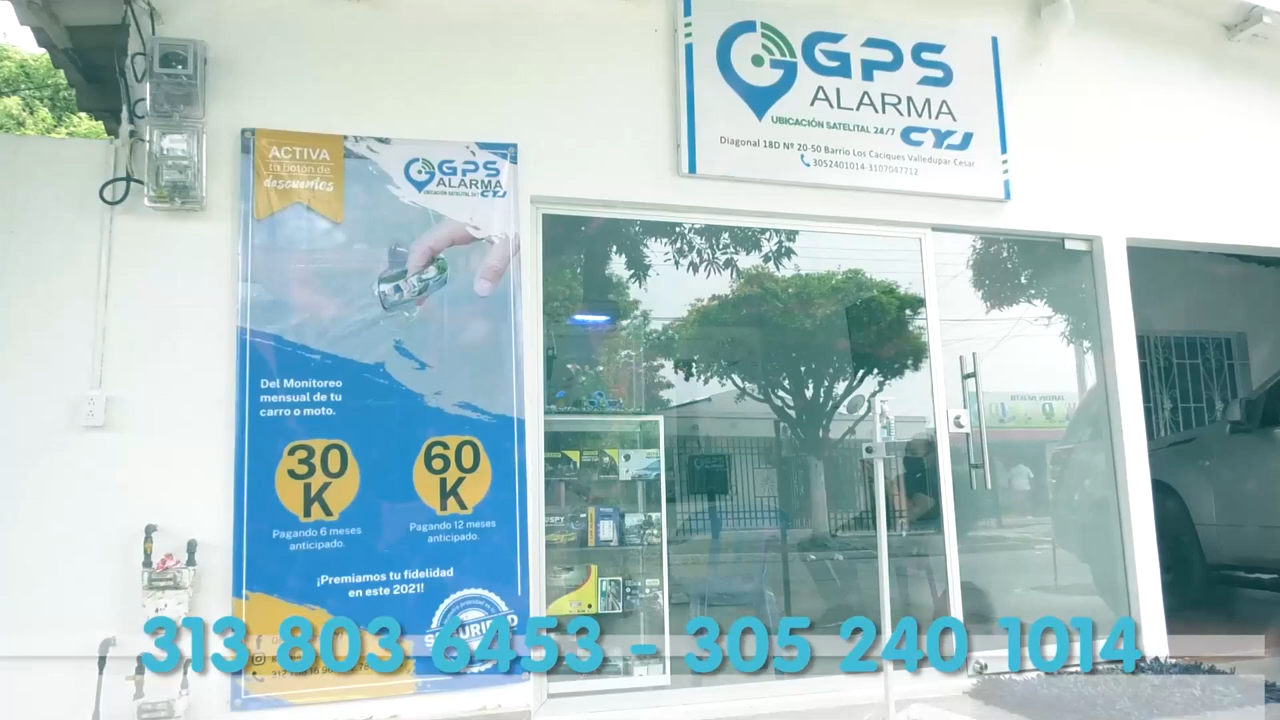 GPS
ALARMA
UBICACIÓN SATELITAL 24/7
CYJ
Diagonal 18D Nº 20-50 Barrio Los Caciques Valledupar Cesar
3052401014-3107047712
ACTIVA
tu botón de
descuentos
GPS
ALARMA
UBICACIÓN SATELITAL 24/7
CYJ
Del Monitoreo
mensual de tu
carro o moto.
30
K
Pagando 6 meses
anticipado.
60
K
Pagando 12 meses
anticipado.
¡Premiamos tu fidelidad
en este 2021!
SEGURIDAD
313 803 6453 - 305 240 1014